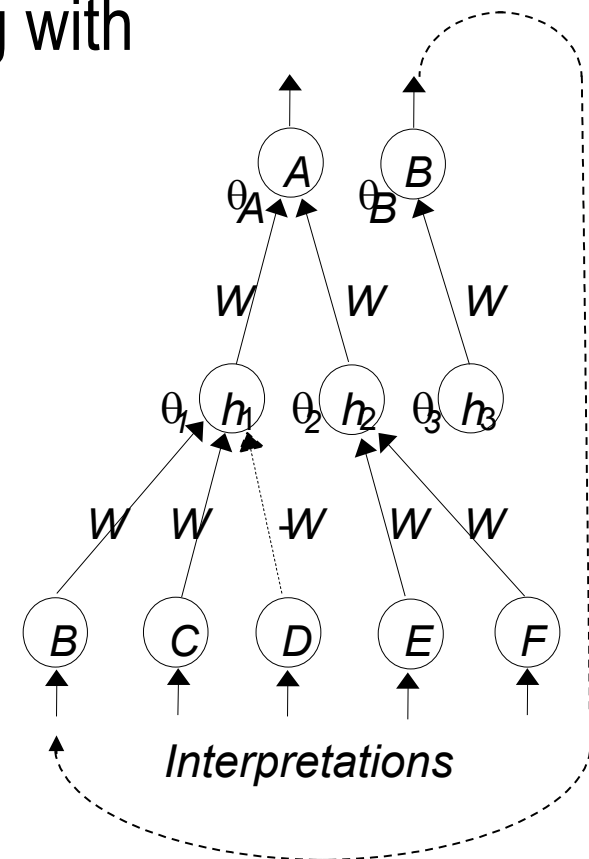 g with
A B
θA θB
W W W
θ1 h1 θ2 h2 θ3 h3
W W -W W W
B C D E F
Interpretations